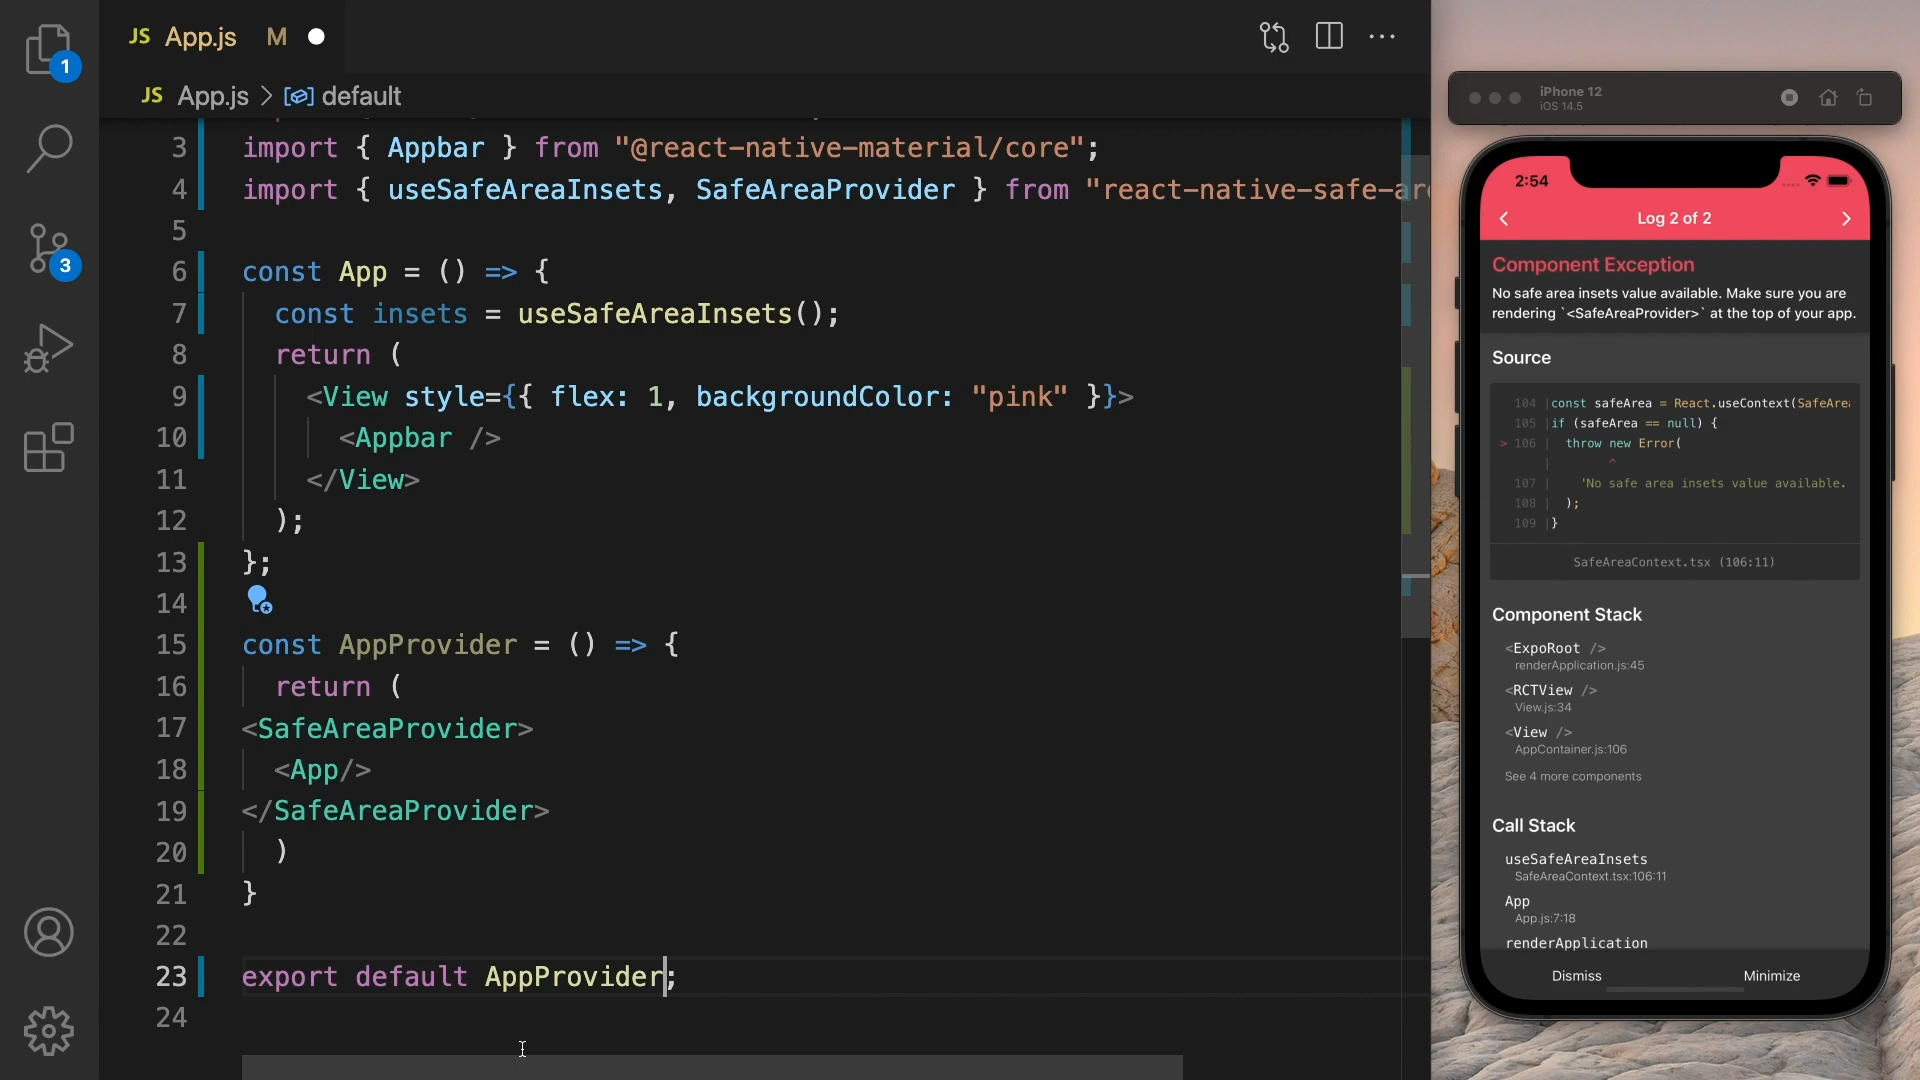 JS App.js M
JS App.js > default
3 import { Appbar } from "@react-native-material/core";
4 import { useSafeAreaInsets, SafeAreaProvider } from "react-native-safe-ar
5
6 const App = () => {
7 const insets = useSafeAreaInsets();
8 return (
9 <View style={{ flex: 1, backgroundColor: "pink" }}>
10 <Appbar />
11 </View>
12 );
13 };
14
15 const AppProvider = () => {
16 return (
17 <SafeAreaProvider>
18 <App/>
19 </SafeAreaProvider>
20 )
21 }
22
23 export default AppProvider;
24
1
3
iPhone 12
iOS 14.5
2:54
Log 2 of 2
Component Exception
No safe area insets value available. Make sure you are
rendering `<SafeAreaProvider>` at the top of your app.
Source
104 |const safeArea = React.useContext(SafeArea
105 |if (safeArea == null) {
> 106 | throw new Error(
| ^
107 | 'No safe area insets value available.
108 | );
109 |}
SafeAreaContext.tsx (106:11)
Component Stack
<ExpoRoot />
renderApplication.js:45
<RCTView />
View.js:34
<View />
AppContainer.js:106
See 4 more components
Call Stack
useSafeAreaInsets
SafeAreaContext.tsx:106:11
App
App.js:7:18
renderApplication
Dismiss
Minimize